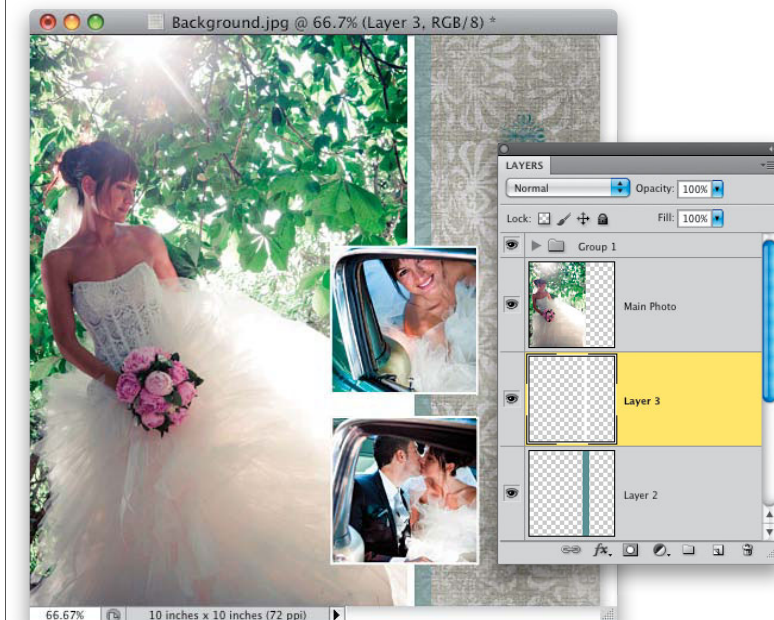 Background.jpg @ 66.7% (Layer 3, RGB/8) *
LAYERS
Normal
Opacity: 100%
Lock:
Fill: 100%
Group 1
Main Photo
Layer 3
Layer 2
fx.
66.67%
10 inches x 10 inches (72 ppi)